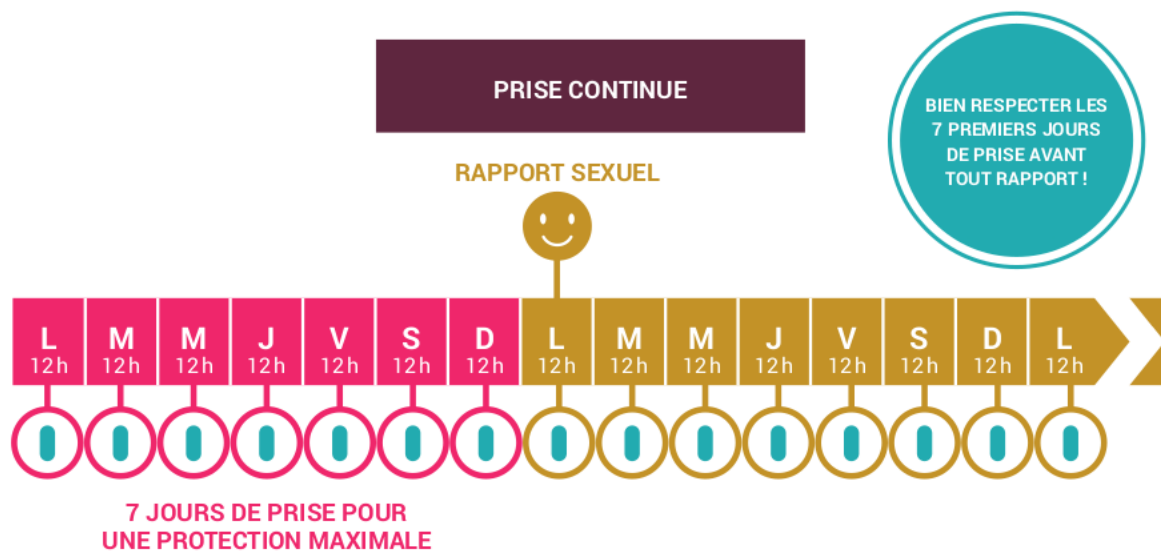 PRISE CONTINUE
BIEN RESPECTER LES
7 PREMIERS JOURS
DE PRISE AVANT
TOUT RAPPORT !
RAPPORT SEXUEL
L M M J V S D L M M J V S D L
12h 12h 12h 12h 12h 12h 12h 12h 12h 12h 12h 12h 12h 12h 12h
7 JOURS DE PRISE POUR
UNE PROTECTION MAXIMALE